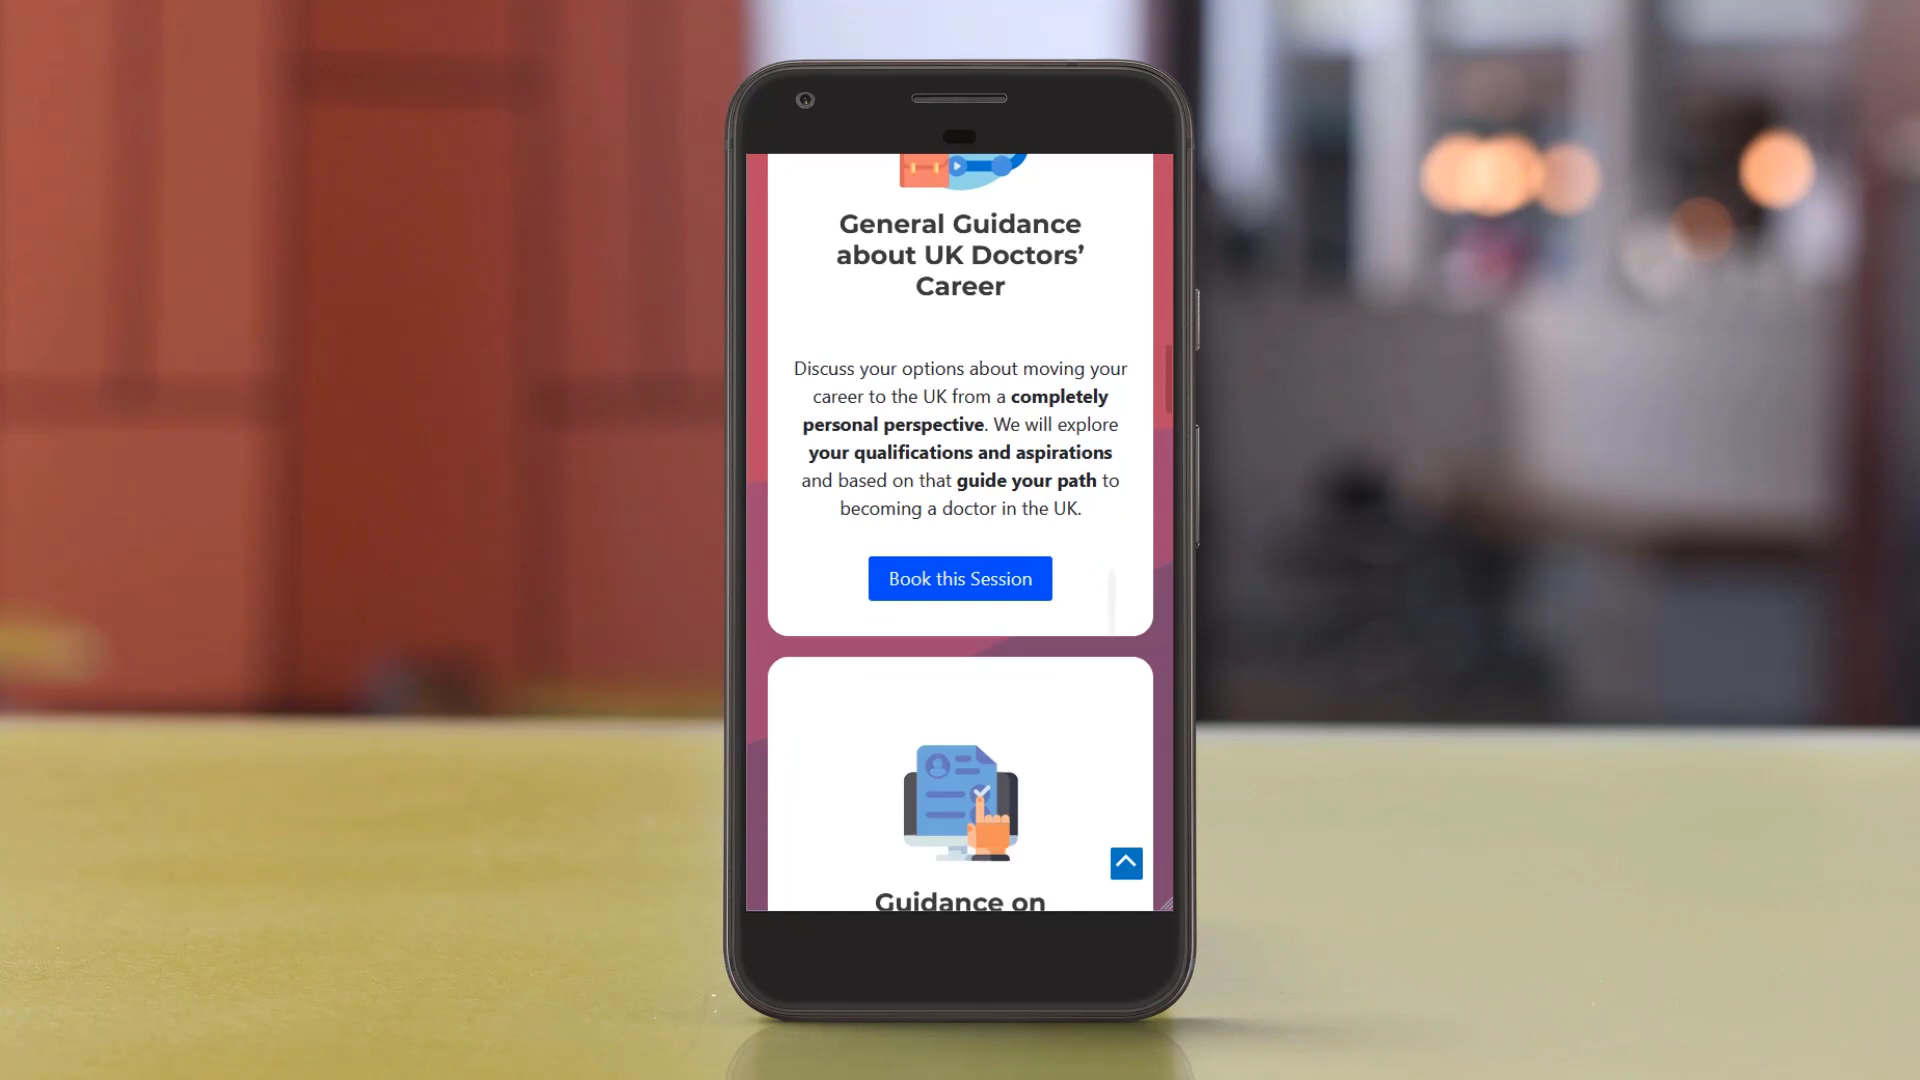 General Guidance
about UK Doctors’
Career
Discuss your options about moving your
career to the UK from a completely
personal perspective. We will explore
your qualifications and aspirations
and based on that guide your path to
becoming a doctor in the UK.
Book this Session
Guidance on